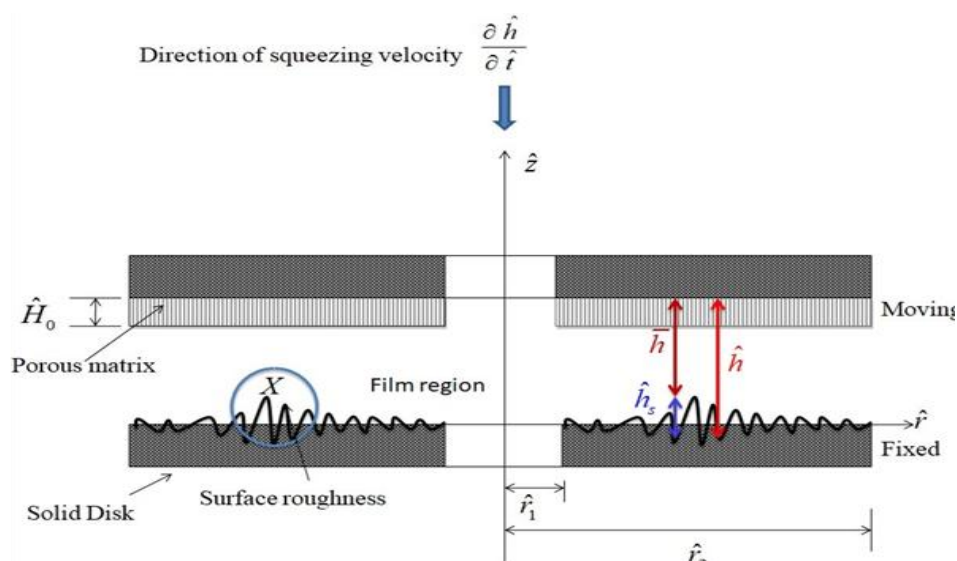 Direction of squeezing velocity ∂ĥ/∂t̂
ẑ
Ĥ₀
Moving
Porous matrix
h̅
ĥ
X
Film region
ĥₛ
r̂
Fixed
Surface roughness
Solid Disk
r̂₁